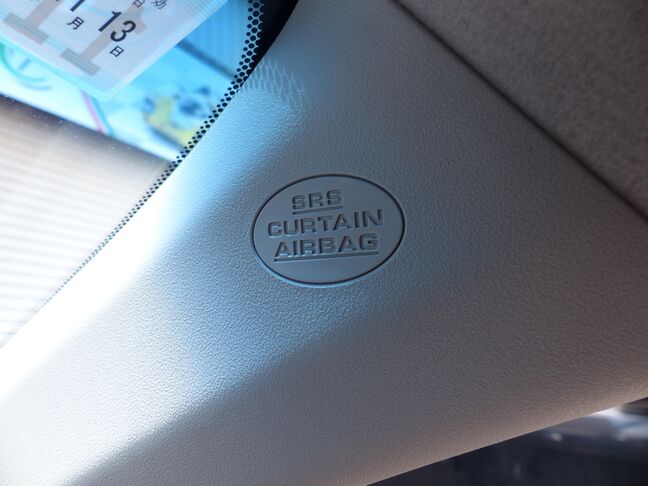 13
月
日
SRS
CURTAIN
AIRBAG